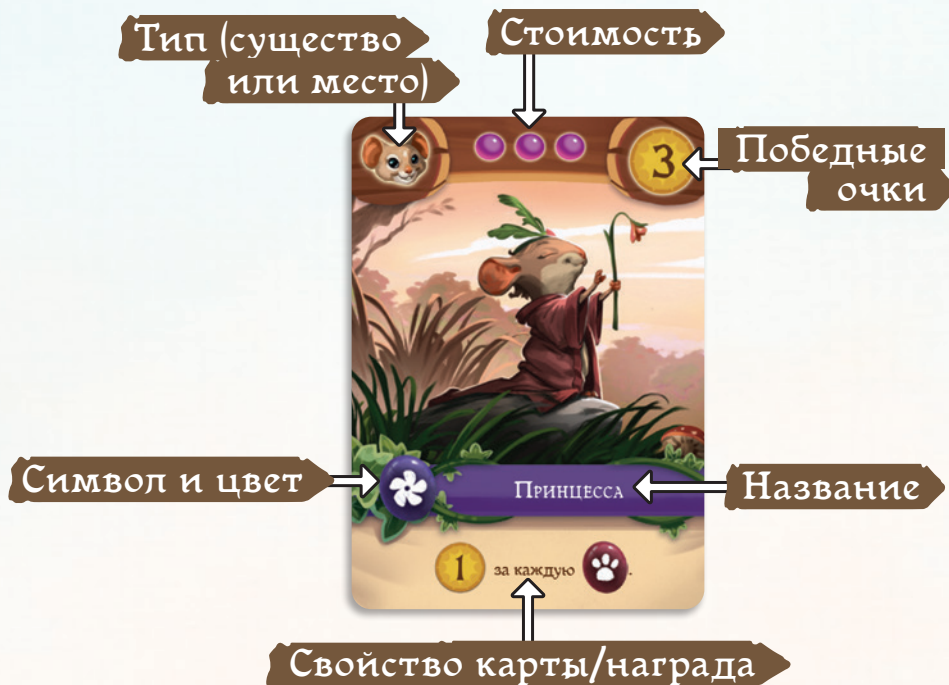 Тип (существо
или место)
Стоимость
3
Победные
очки
Символ и цвет
Принцесса
Название
1 за каждую .
Свойство карты/награда